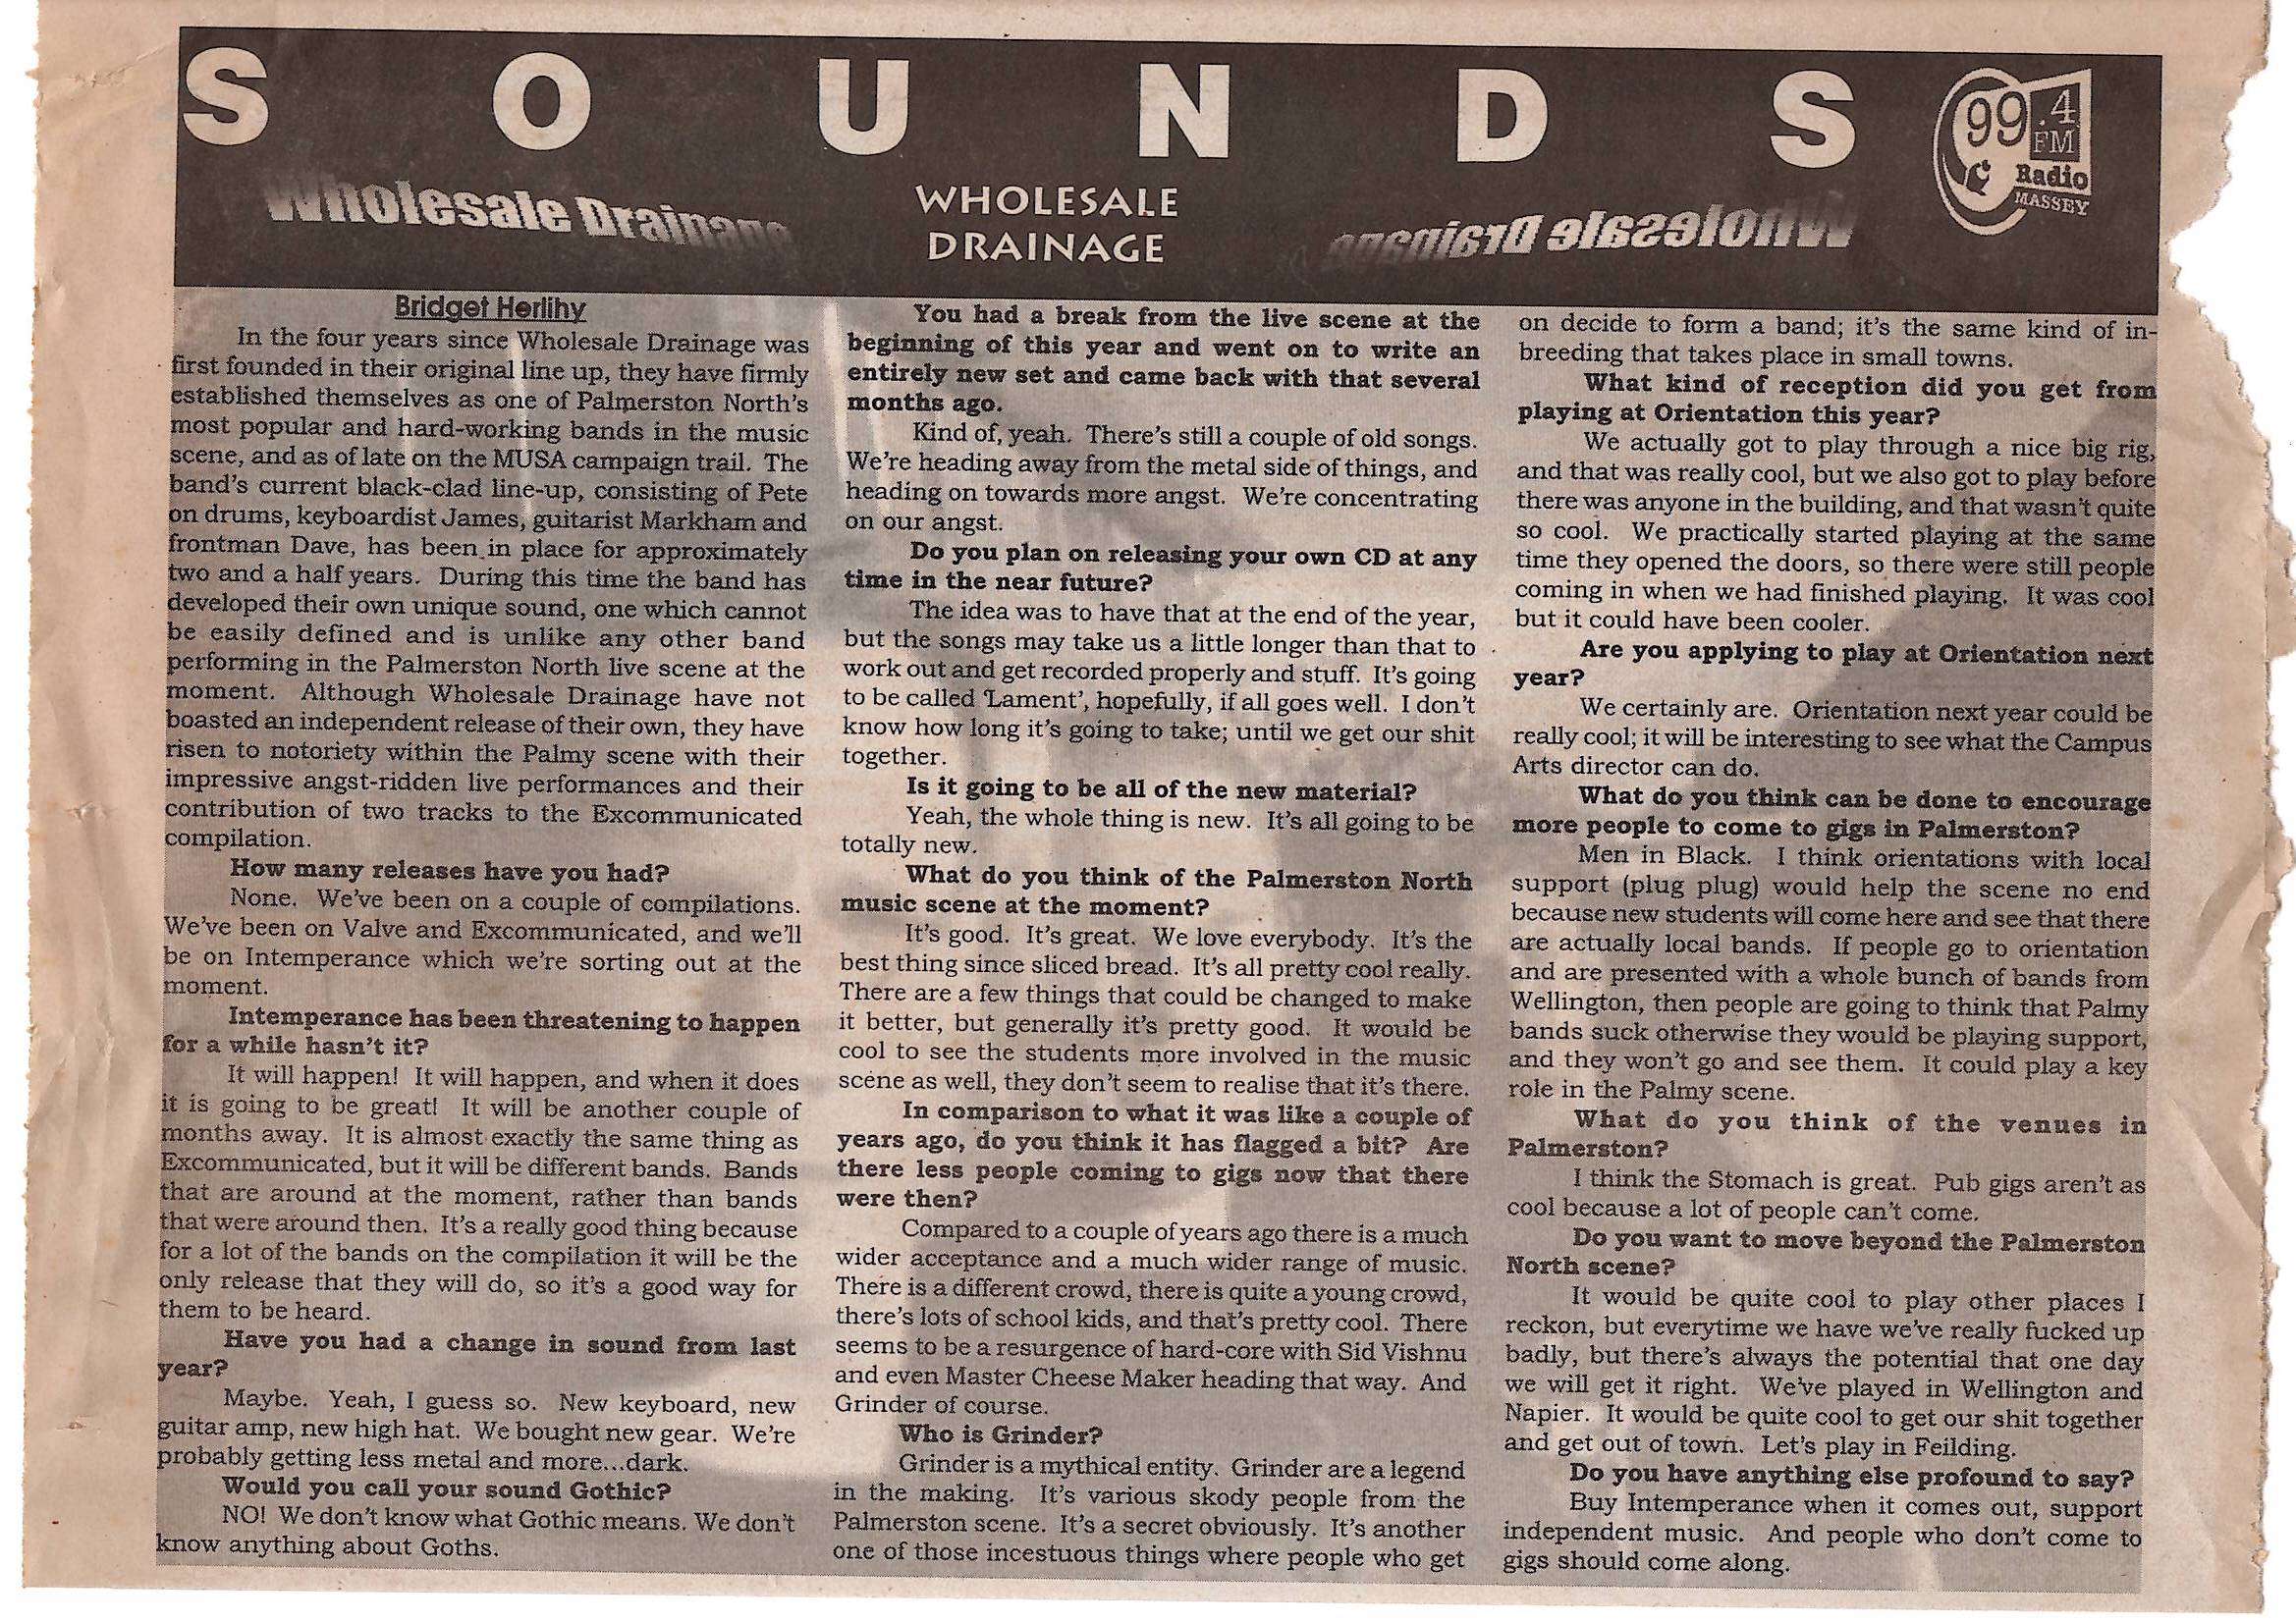 S O U N D S
99.4
FM
Radio
MASSEY
Wholesale Drainage
WHOLESALE
DRAINAGE
Wholesale Drainage
Bridget Herlihy
In the four years since Wholesale Drainage was
first founded in their original line up, they have firmly
established themselves as one of Palmerston North's
most popular and hard-working bands in the music
scene, and as of late on the MUSA campaign trail. The
band's current black-clad line-up, consisting of Pete
on drums, keyboardist James, guitarist Markham and
frontman Dave, has been in place for approximately
two and a half years. During this time the band has
developed their own unique sound, one which cannot
be easily defined and is unlike any other band
performing in the Palmerston North live scene at the
moment. Although Wholesale Drainage have not
boasted an independent release of their own, they have
risen to notoriety within the Palmy scene with their
impressive angst-ridden live performances and their
contribution of two tracks to the Excommunicated
compilation.
How many releases have you had?
None. We've been on a couple of compilations.
We've been on Valve and Excommunicated, and we'll
be on Intemperance which we're sorting out at the
moment.
Intemperance has been threatening to happen
for a while hasn't it?
It will happen! It will happen, and when it does
it is going to be great! It will be another couple of
months away. It is almost exactly the same thing as
Excommunicated, but it will be different bands. Bands
that are around at the moment, rather than bands
that were around then. It's a really good thing because
for a lot of the bands on the compilation it will be the
only release that they will do, so it's a good way for
them to be heard.
Have you had a change in sound from last
year?
Maybe. Yeah, I guess so. New keyboard, new
guitar amp, new high hat. We bought new gear. We're
probably getting less metal and more...dark.
Would you call your sound Gothic?
NO! We don't know what Gothic means. We don't
know anything about Goths.
You had a break from the live scene at the
beginning of this year and went on to write an
entirely new set and came back with that several
months ago.
Kind of, yeah. There's still a couple of old songs.
We're heading away from the metal side of things, and
heading on towards more angst. We're concentrating
on our angst.
Do you plan on releasing your own CD at any
time in the near future?
The idea was to have that at the end of the year,
but the songs may take us a little longer than that to
work out and get recorded properly and stuff. It's going
to be called 'Lament', hopefully, if all goes well. I don't
know how long it's going to take; until we get our shit
together.
Is it going to be all of the new material?
Yeah, the whole thing is new. It's all going to be
totally new.
What do you think of the Palmerston North
music scene at the moment?
It's good. It's great. We love everybody. It's the
best thing since sliced bread. It's all pretty cool really.
There are a few things that could be changed to make
it better, but generally it's pretty good. It would be
cool to see the students more involved in the music
scene as well, they don't seem to realise that it's there.
In comparison to what it was like a couple of
years ago, do you think it has flagged a bit? Are
there less people coming to gigs now that there
were then?
Compared to a couple of years ago there is a much
wider acceptance and a much wider range of music.
There is a different crowd, there is quite a young crowd,
there's lots of school kids, and that's pretty cool. There
seems to be a resurgence of hard-core with Sid Vishnu
and even Master Cheese Maker heading that way. And
Grinder of course.
Who is Grinder?
Grinder is a mythical entity. Grinder are a legend
in the making. It's various skody people from the
Palmerston scene. It's a secret obviously. It's another
one of those incestuous things where people who get
on decide to form a band; it's the same kind of in-
breeding that takes place in small towns.
What kind of reception did you get from
playing at Orientation this year?
We actually got to play through a nice big rig,
and that was really cool, but we also got to play before
there was anyone in the building, and that wasn't quite
so cool. We practically started playing at the same
time they opened the doors, so there were still people
coming in when we had finished playing. It was cool
but it could have been cooler.
Are you applying to play at Orientation next
year?
We certainly are. Orientation next year could be
really cool; it will be interesting to see what the Campus
Arts director can do.
What do you think can be done to encourage
more people to come to gigs in Palmerston?
Men in Black. I think orientations with local
support (plug plug) would help the scene no end
because new students will come here and see that there
are actually local bands. If people go to orientation
and are presented with a whole bunch of bands from
Wellington, then people are going to think that Palmy
bands suck otherwise they would be playing support,
and they won't go and see them. It could play a key
role in the Palmy scene.
What do you think of the venues in
Palmerston?
I think the Stomach is great. Pub gigs aren't as
cool because a lot of people can't come.
Do you want to move beyond the Palmerston
North scene?
It would be quite cool to play other places I
reckon, but everytime we have we've really fucked up
badly, but there's always the potential that one day
we will get it right. We've played in Wellington and
Napier. It would be quite cool to get our shit together
and get out of town. Let's play in Feilding.
Do you have anything else profound to say?
Buy Intemperance when it comes out, support
independent music. And people who don't come to
gigs should come along.